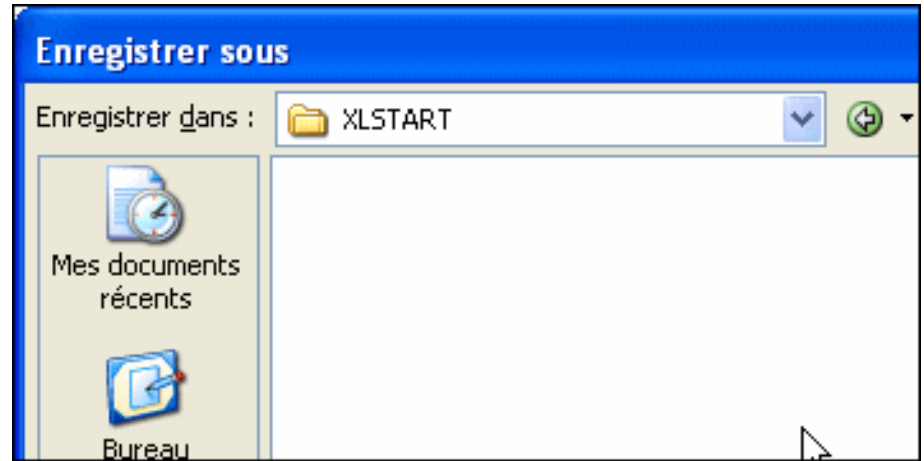 Enregistrer sous
Enregistrer dans : XLSTART
Mes documents
récents
Bureau